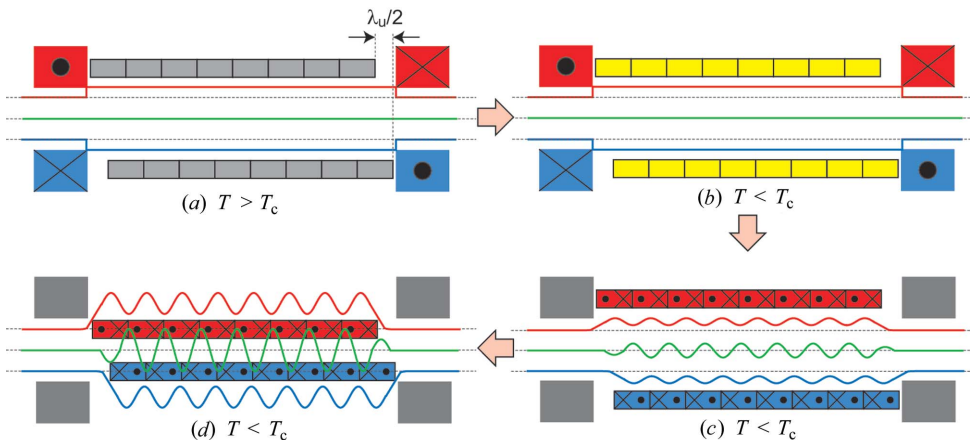 λu/2
(a) T > Tc
(b) T < Tc
(d) T < Tc
(c) T < Tc